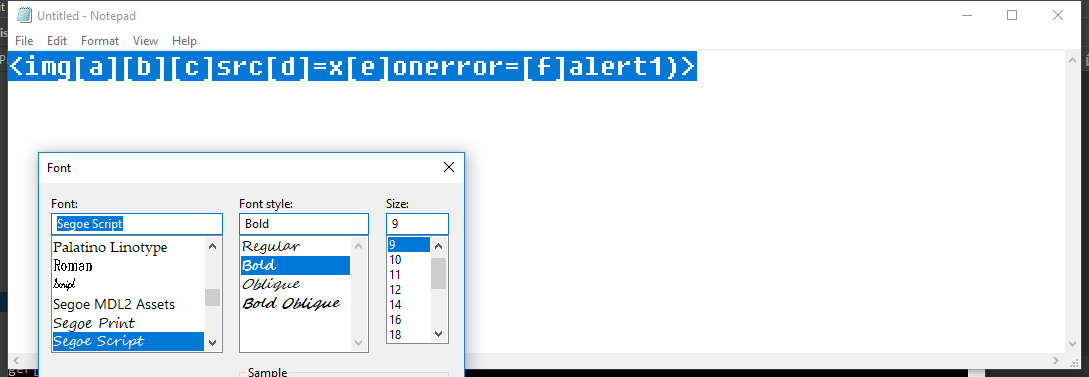 Untitled - Notepad
File Edit Format View Help
<img[a][b][c]src[d]=x[e]onerror=[f]alert1)>
Font
Font: Font style: Size:
Segoe Script Bold 9
Palatino Linotype Regular 9
Roman Bold 10
Script Oblique 11
Segoe MDL2 Assets Bold Oblique 12
Segoe Print 14
Segoe Script 16
18
Sample